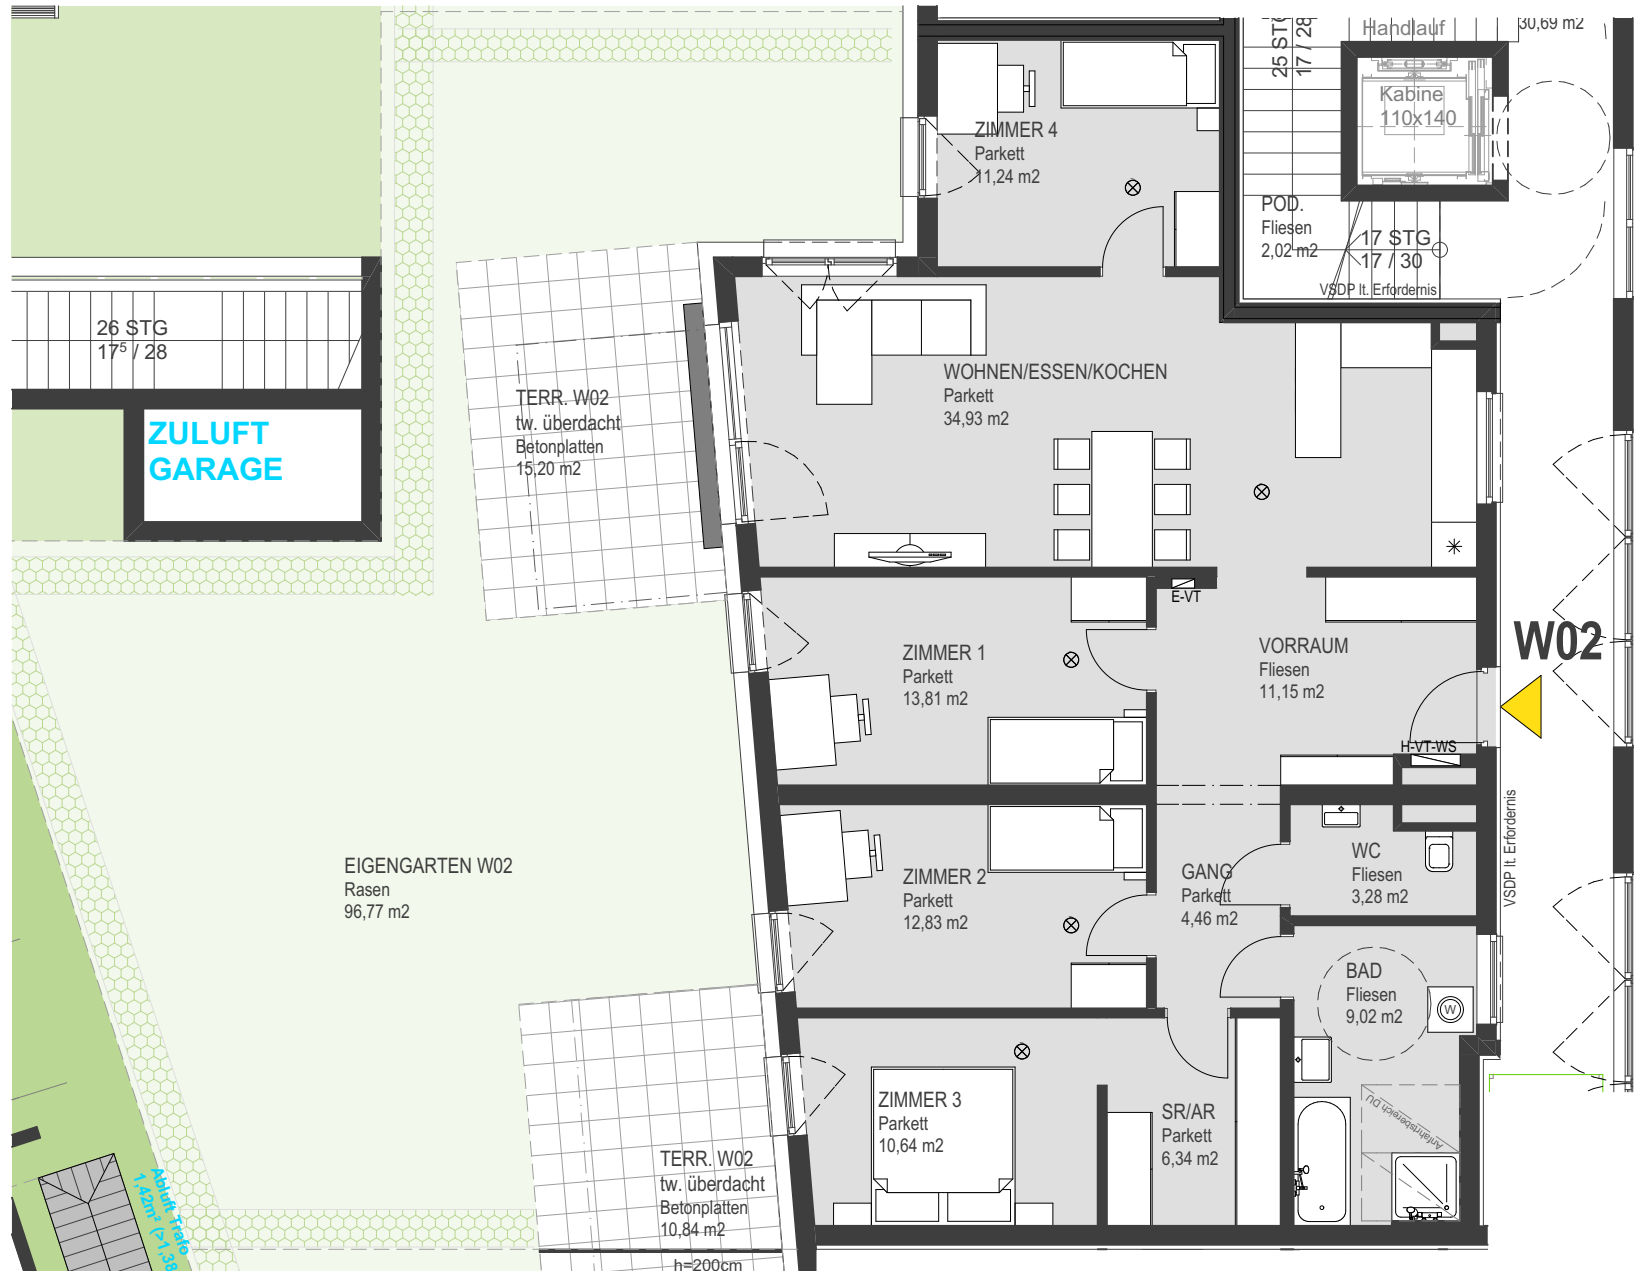 25 STG
17 / 28
Handlauf
30,69 m2
Kabine
110x140
ZIMMER 4
Parkett
11,24 m2
POD.
Fliesen
2,02 m2
17 STG
17 / 30
VSDP lt. Erfordernis
26 STG
17⁵ / 28
ZULUFT
GARAGE
TERR. W02
tw. überdacht
Betonplatten
15,20 m2
WOHNEN/ESSEN/KOCHEN
Parkett
34,93 m2
E-VT
ZIMMER 1
Parkett
13,81 m2
VORRAUM
Fliesen
11,15 m2
W02
H-VT-WS
VSDP lt. Erfordernis
EIGENGARTEN W02
Rasen
96,77 m2
ZIMMER 2
Parkett
12,83 m2
GANG
Parkett
4,46 m2
WC
Fliesen
3,28 m2
BAD
Fliesen
9,02 m2
W
ZIMMER 3
Parkett
10,64 m2
SR/AR
Parkett
6,34 m2
Anfahrtsbereich DU
TERR. W02
tw. überdacht
Betonplatten
10,84 m2
h=200cm
Abluft Trafo
1,42m² (>1,38